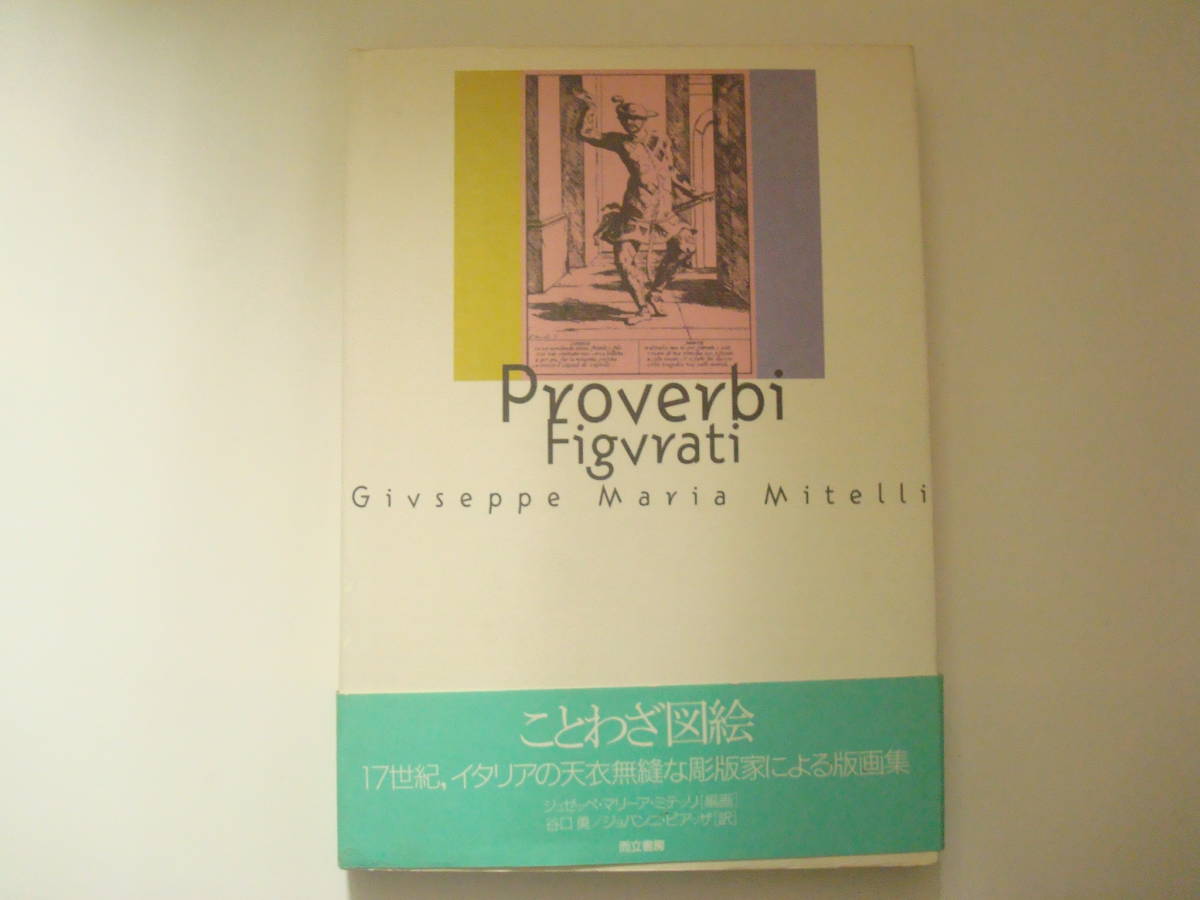 Proverbi
Figvrati
Givseppe Maria Mitelli
ことわざ図絵
17世紀,イタリアの天衣無縫な彫版家による版画集
ジュゼッペ・マリーア・ミテッリ[編画]
谷口 勇/ジョバンニ・ピアッザ[訳]
而立書房